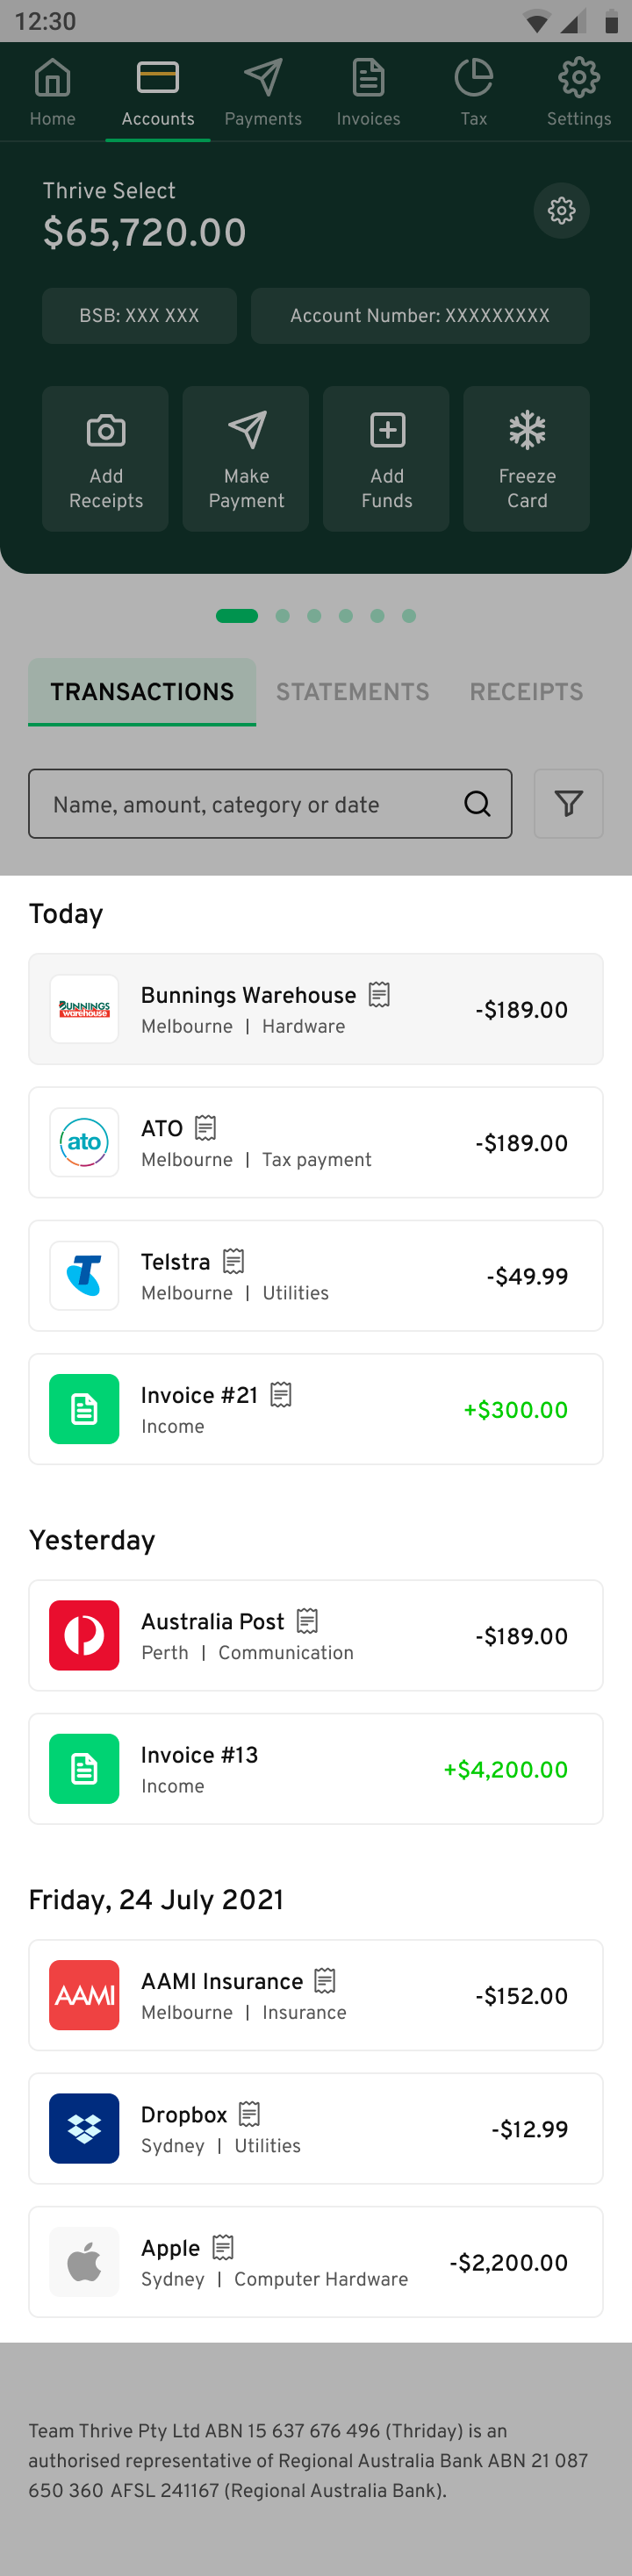 12:30
Home Accounts Payments Invoices Tax Settings
Thrive Select
$65,720.00
BSB: XXX XXX Account Number: XXXXXXXXX
Add Receipts
Make Payment
Add Funds
Freeze Card
TRANSACTIONS STATEMENTS RECEIPTS
Name, amount, category or date
Today
BUNNINGS
warehouse
Bunnings Warehouse
Melbourne | Hardware
-$189.00
ato
ATO
Melbourne | Tax payment
-$189.00
T
Telstra
Melbourne | Utilities
-$49.99
Invoice #21
Income
+$300.00
Yesterday
Australia Post
Perth | Communication
-$189.00
Invoice #13
Income
+$4,200.00
Friday, 24 July 2021
AAMI
AAMI Insurance
Melbourne | Insurance
-$152.00
Dropbox
Sydney | Utilities
-$12.99
Apple
Sydney | Computer Hardware
-$2,200.00
Team Thrive Pty Ltd ABN 15 637 676 496 (Thriday) is an
authorised representative of Regional Australia Bank ABN 21 087
650 360 AFSL 241167 (Regional Australia Bank).